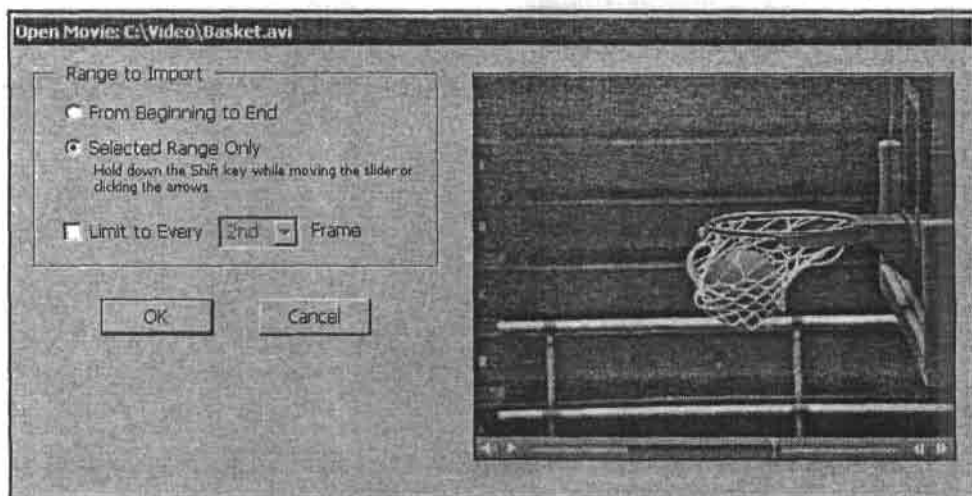 Open Movie: C:\Video\Basket.avi
Range to Import
From Beginning to End
Selected Range Only
Hold down the Shift key while moving the slider or
clicking the arrows
Limit to Every 2nd Frame
OK
Cancel